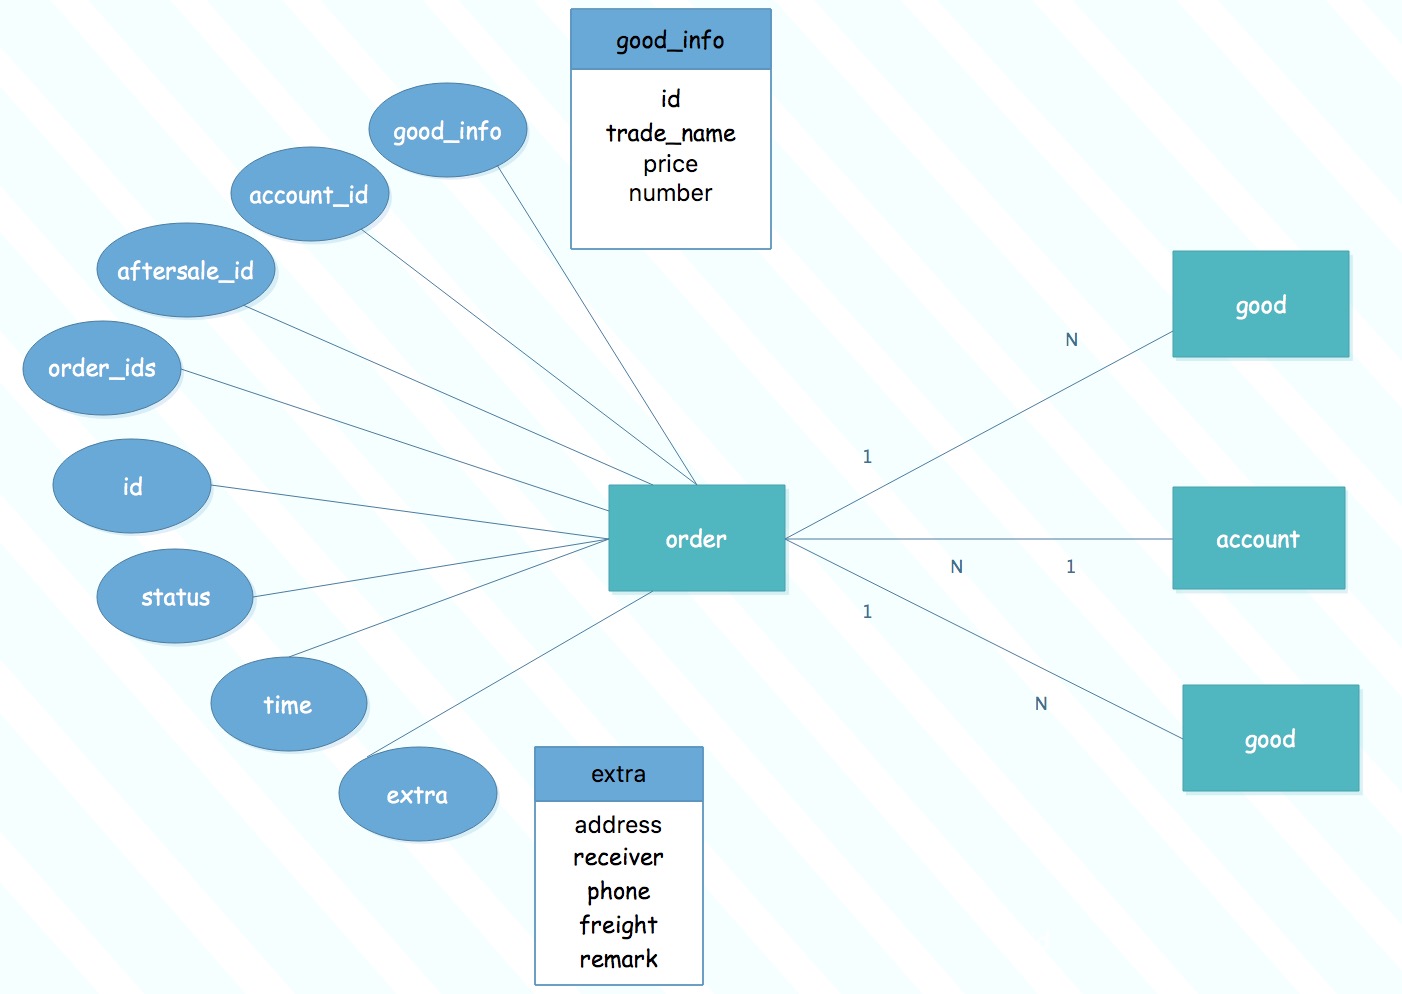 good_info
id
trade_name
price
number
good_info
account_id
aftersale_id
order_ids
id
status
time
extra
order
N
1
good
N
1
account
1
N
good
extra
address
receiver
phone
freight
remark